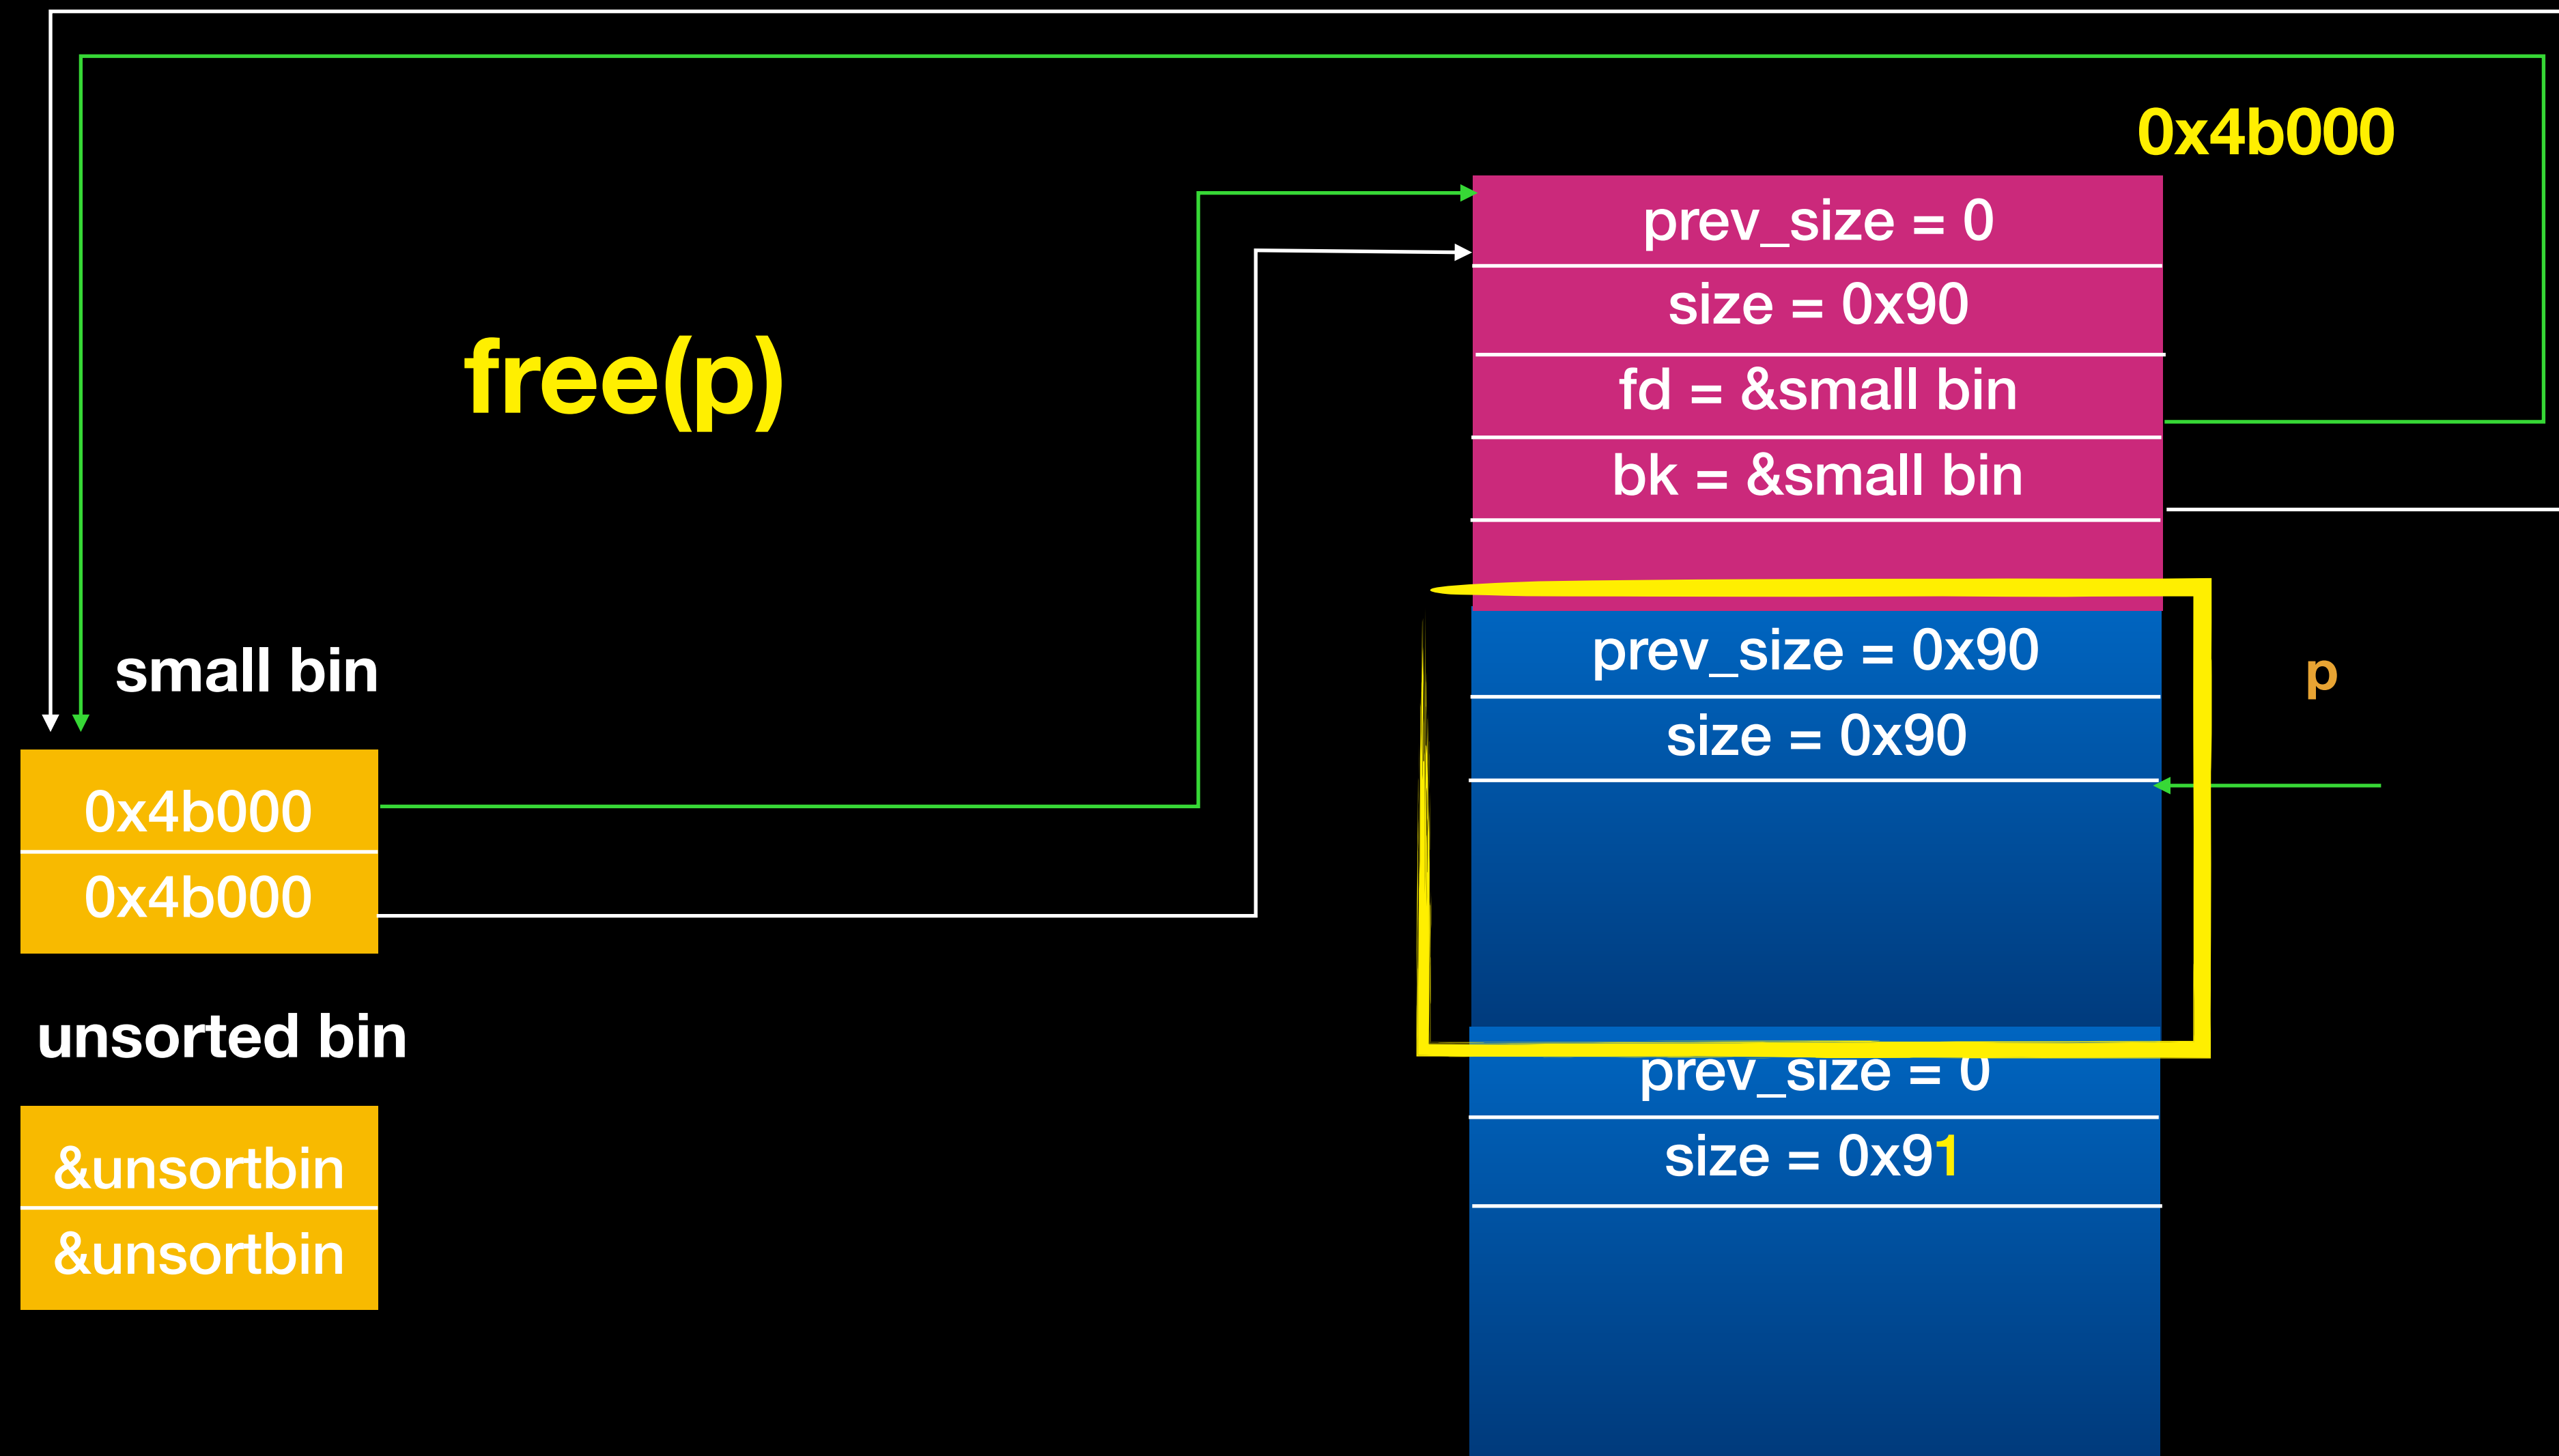 0x4b000
prev_size = 0
size = 0x90
free(p)
fd = &small bin
bk = &small bin
small bin
prev_size = 0x90
p
size = 0x90
0x4b000
0x4b000
unsorted bin
prev_size = 0
size = 0x91
&unsortbin
&unsortbin